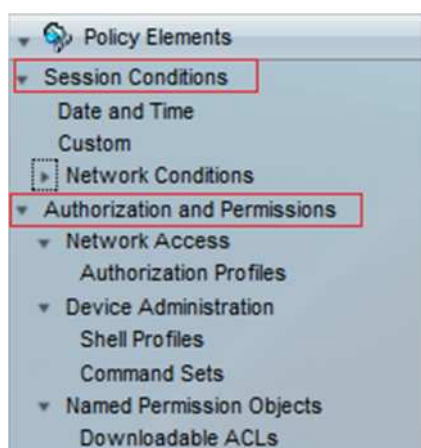 Policy Elements
Session Conditions
Date and Time
Custom
Network Conditions
Authorization and Permissions
Network Access
Authorization Profiles
Device Administration
Shell Profiles
Command Sets
Named Permission Objects
Downloadable ACLs